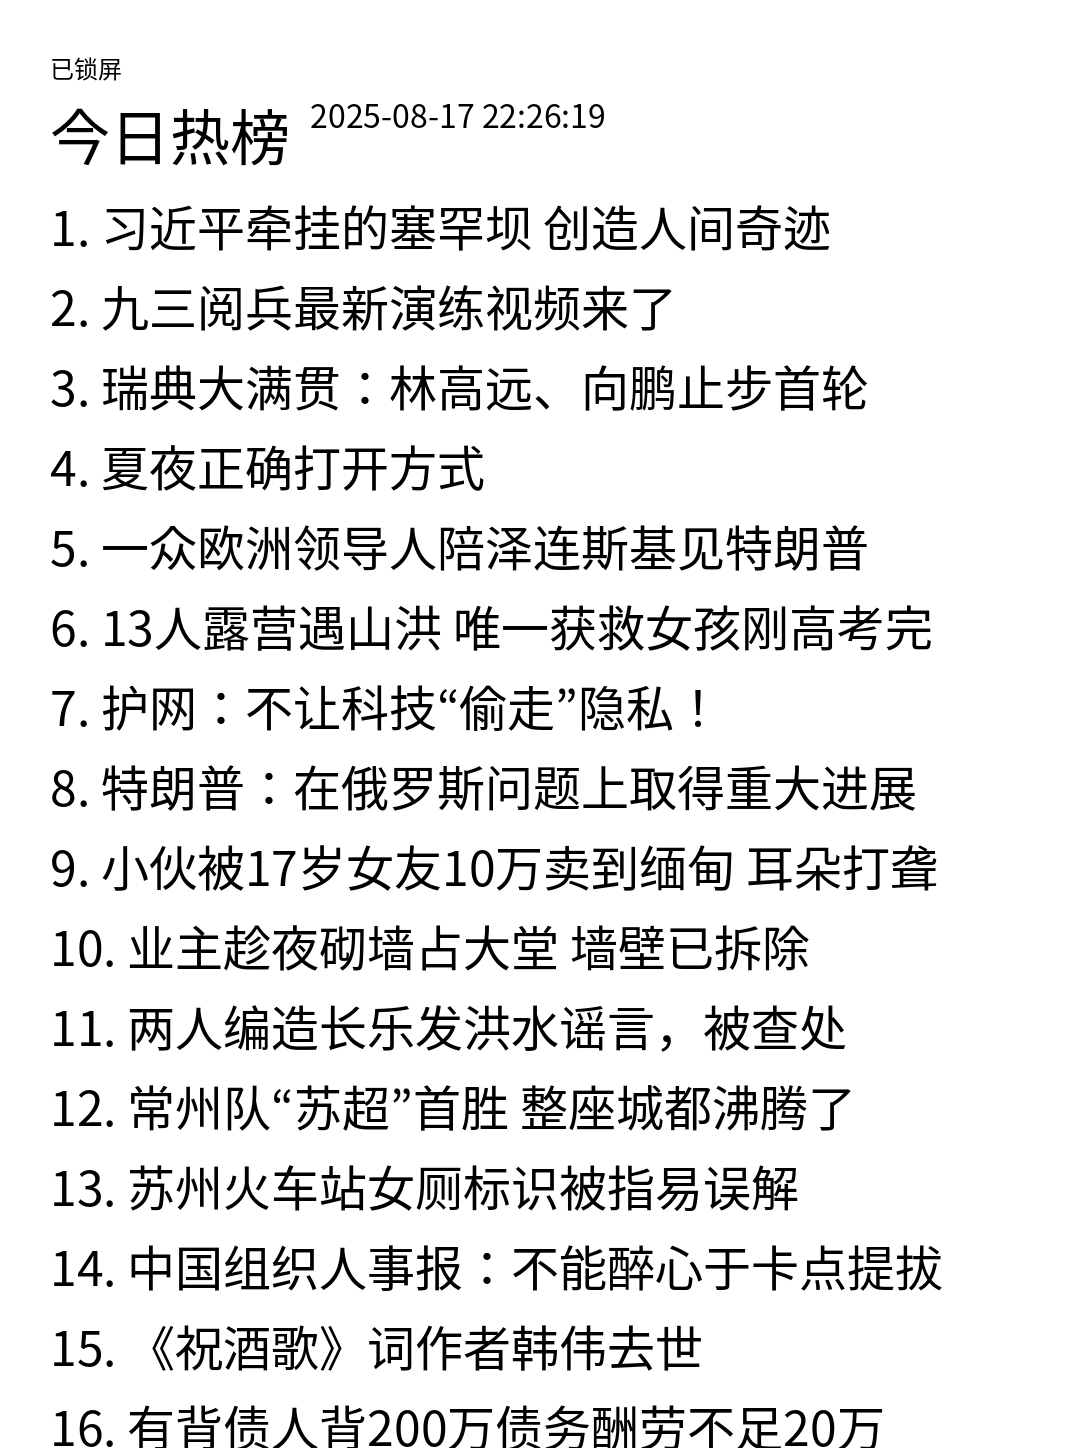 已锁屏
今日热榜 2025-08-17 22:26:19
1. 习近平牵挂的塞罕坝 创造人间奇迹
2. 九三阅兵最新演练视频来了
3. 瑞典大满贯：林高远、向鹏止步首轮
4. 夏夜正确打开方式
5. 一众欧洲领导人陪泽连斯基见特朗普
6. 13人露营遇山洪 唯一获救女孩刚高考完
7. 护网：不让科技“偷走”隐私！
8. 特朗普：在俄罗斯问题上取得重大进展
9. 小伙被17岁女友10万卖到缅甸 耳朵打聋
10. 业主趁夜砌墙占大堂 墙壁已拆除
11. 两人编造长乐发洪水谣言，被查处
12. 常州队“苏超”首胜 整座城都沸腾了
13. 苏州火车站女厕标识被指易误解
14. 中国组织人事报：不能醉心于卡点提拔
15. 《祝酒歌》词作者韩伟去世
16. 有背债人背200万债务酬劳不足20万